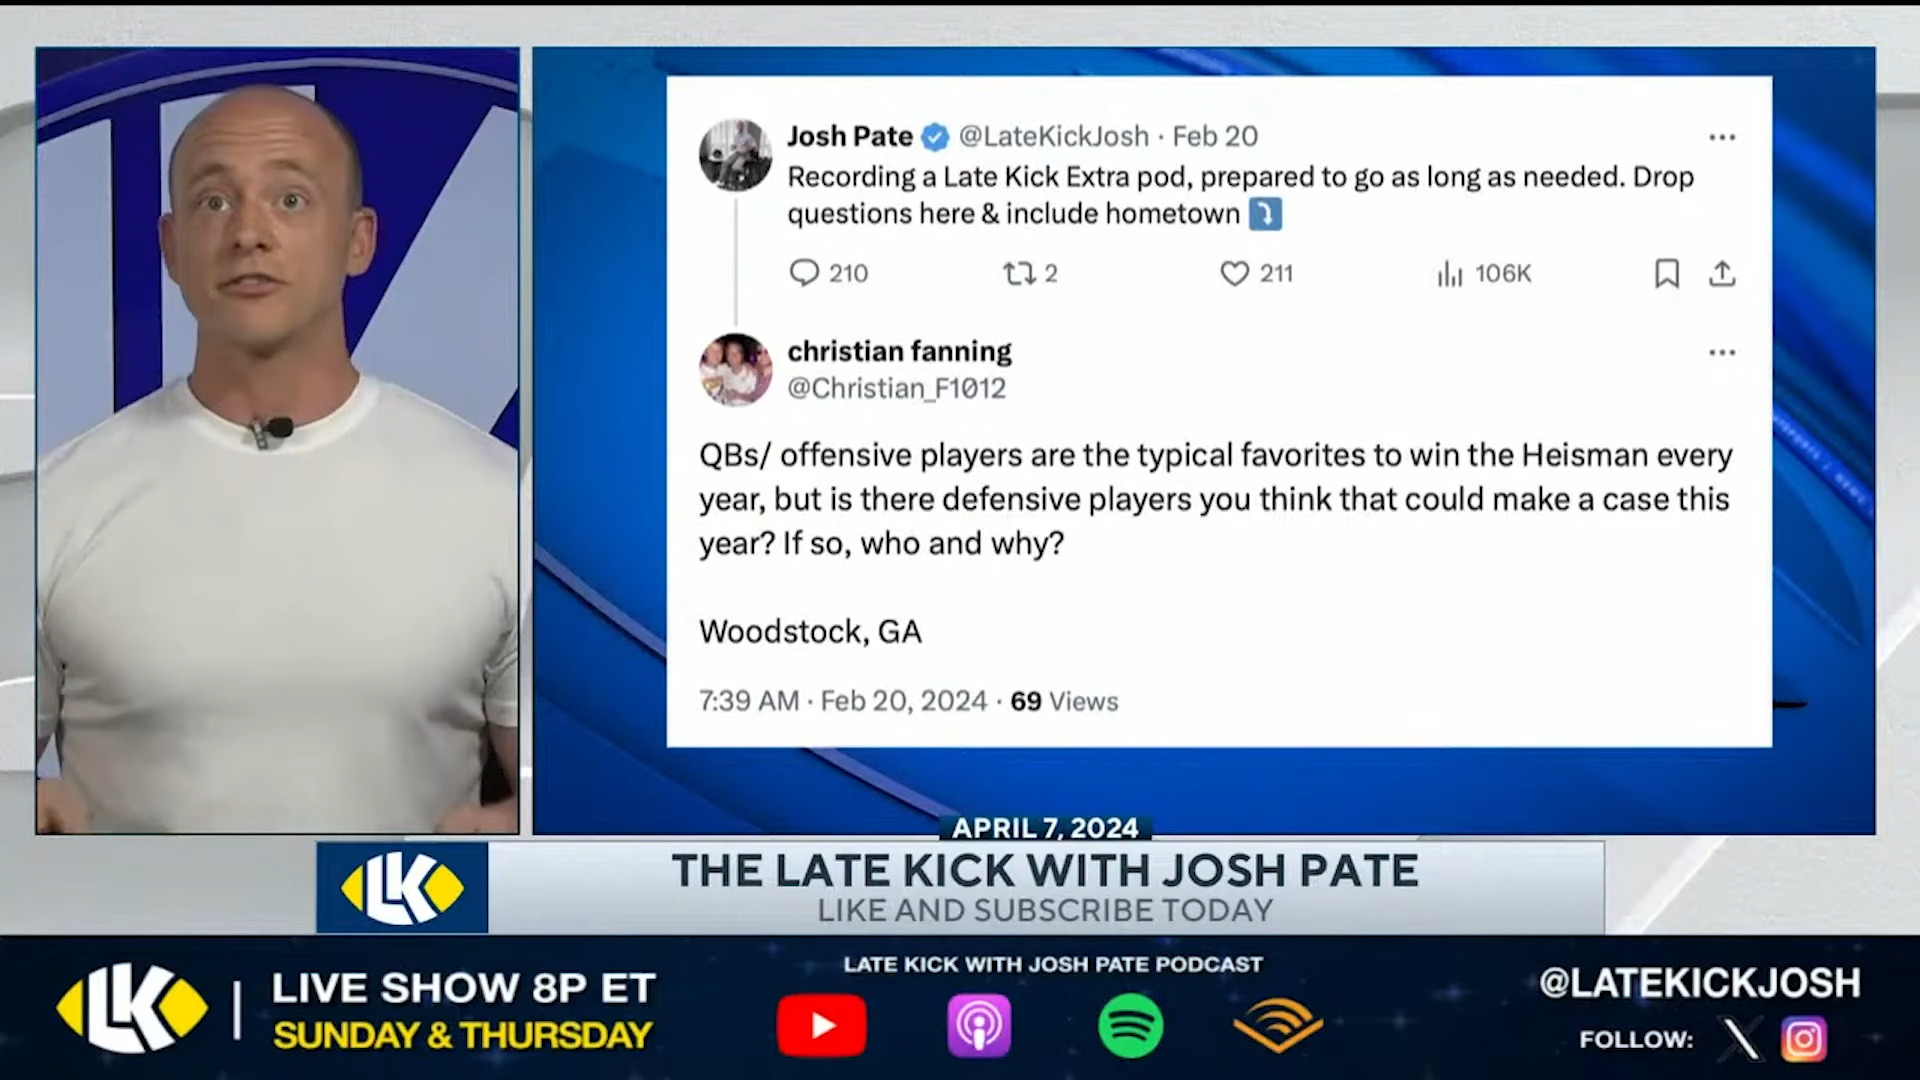 Josh Pate @LateKickJosh · Feb 20
Recording a Late Kick Extra pod, prepared to go as long as needed. Drop
questions here & include hometown ⤵️
210 2 211 106K
christian fanning
@Christian_F1012
QBs/ offensive players are the typical favorites to win the Heisman every
year, but is there defensive players you think that could make a case this
year? If so, who and why?
Woodstock, GA
7:39 AM · Feb 20, 2024 · 69 Views
APRIL 7, 2024
LK
THE LATE KICK WITH JOSH PATE
LIKE AND SUBSCRIBE TODAY
LK
LIVE SHOW 8P ET
SUNDAY & THURSDAY
LATE KICK WITH JOSH PATE PODCAST
@LATEKICKJOSH
FOLLOW: